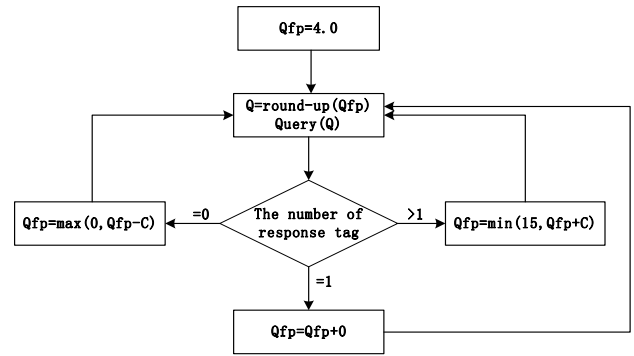 Qfp=4.0
Q=round-up(Qfp)
Query(Q)
Qfp=max(0,Qfp-C)
=0
The number of
response tag
>1
Qfp=min(15,Qfp+C)
=1
Qfp=Qfp+0